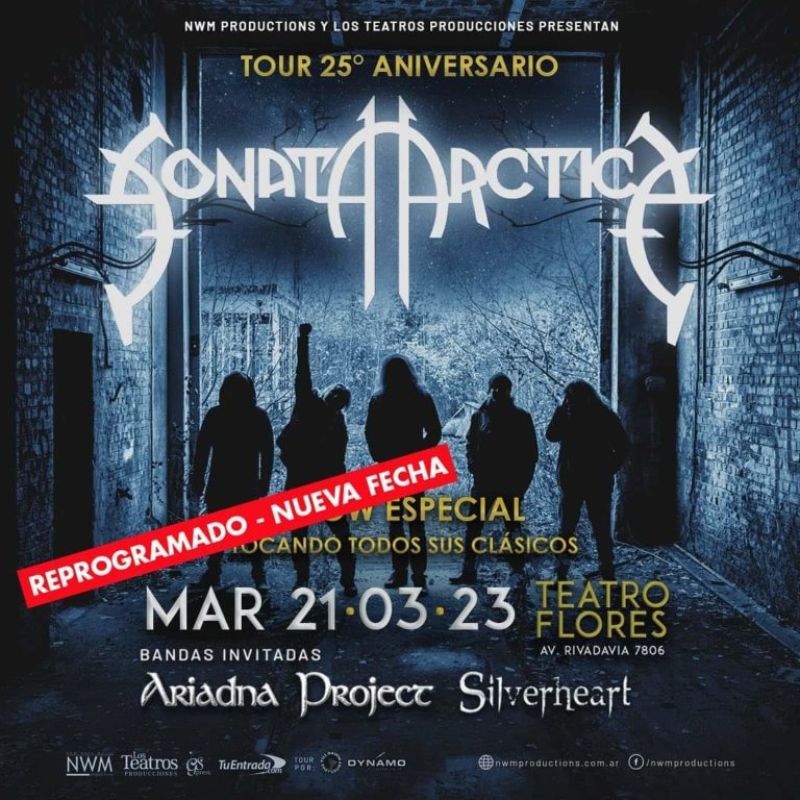 NWM PRODUCTIONS Y LOS TEATROS PRODUCCIONES PRESENTAN
TOUR 25° ANIVERSARIO
SONATA ARCTICA
REPROGRAMADO - NUEVA FECHA
ESPECIAL
TOCANDO TODOS SUS CLÁSICOS
MAR 21·03·23
TEATRO
FLORES
AV. RIVADAVIA 7806
BANDAS INVITADAS
Ariadna Project Silverheart
NWM
Los Teatros
PRODUCCIONES
TuEntrada.com
TOUR
POR:
DYNAMO
nwmproductions.com.ar
/nwmproductions